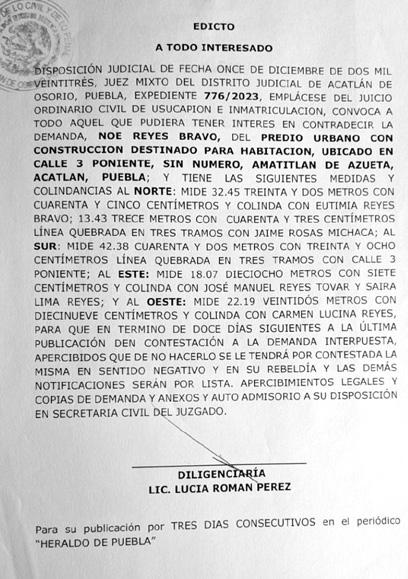 EDICTO
A TODO INTERESADO
DISPOSICIÓN JUDICIAL DE FECHA ONCE DE DICIEMBRE DE DOS MIL
VEINTITRÉS, JUEZ MIXTO DEL DISTRITO JUDICIAL DE ACATLÁN DE
OSORIO, PUEBLA, EXPEDIENTE 776/2023, EMPLÁCESE DEL JUICIO
ORDINARIO CIVIL DE USUCAPION E INMATRICULACION, CONVOCA A
TODO AQUEL QUE PUDIERA TENER INTERES EN CONTRADECIR LA
DEMANDA, NOE REYES BRAVO, DEL PREDIO URBANO CON
CONSTRUCCION DESTINADO PARA HABITACION, UBICADO EN
CALLE 3 PONIENTE, SIN NUMERO, AMATITLAN DE AZUETA,
ACATLAN, PUEBLA; Y TIENE LAS SIGUIENTES MEDIDAS Y
COLINDANCIAS AL NORTE: MIDE 32.45 TREINTA Y DOS METROS CON
CUARENTA Y CINCO CENTÍMETROS Y COLINDA CON EUTIMIA REYES
BRAVO; 13.43 TRECE METROS CON CUARENTA Y TRES CENTÍMETROS
LÍNEA QUEBRADA EN TRES TRAMOS CON JAIME ROSAS MICHACA; AL
SUR: MIDE 42.38 CUARENTA Y DOS METROS CON TREINTA Y OCHO
CENTÍMETROS LÍNEA QUEBRADA EN TRES TRAMOS CON CALLE 3
PONIENTE; AL ESTE: MIDE 18.07 DIECIOCHO METROS CON SIETE
CENTÍMETROS Y COLINDA CON JOSÉ MANUEL REYES TOVAR Y SAIRA
LIMA REYES; Y AL OESTE: MIDE 22.19 VEINTIDÓS METROS CON
DIECINUEVE CENTÍMETROS Y COLINDA CON CARMEN LUCINA REYES,
PARA QUE EN TERMINO DE DOCE DÍAS SIGUIENTES A LA ÚLTIMA
PUBLICACIÓN DEN CONTESTACIÓN A LA DEMANDA INTERPUESTA,
APERCIBIDOS QUE DE NO HACERLO SE LE TENDRÁ POR CONTESTADA LA
MISMA EN SENTIDO NEGATIVO Y EN SU REBELDÍA Y LAS DEMÁS
NOTIFICACIONES SERÁN POR LISTA. APERCIBIMIENTOS LEGALES Y
COPIAS DE DEMANDA Y ANEXOS Y AUTO ADMISORIO A SU DISPOSICIÓN
EN SECRETARIA CIVIL DEL JUZGADO.
DILIGENCIARÍA
LIC. LUCIA ROMAN PEREZ
Para su publicación por TRES DIAS CONSECUTIVOS en el periódico
"HERALDO DE PUEBLA"